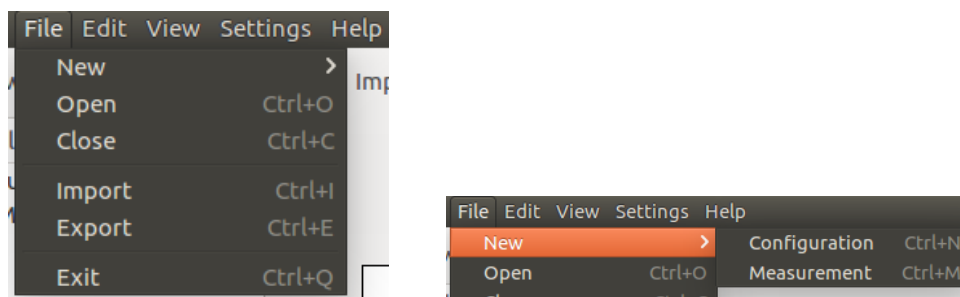 File Edit View Settings Help
New
Open Ctrl+O
Close Ctrl+C
Import Ctrl+I
Export Ctrl+E
Exit Ctrl+Q
File Edit View Settings Help
New Configuration Ctrl+N
Open Ctrl+O Measurement Ctrl+M